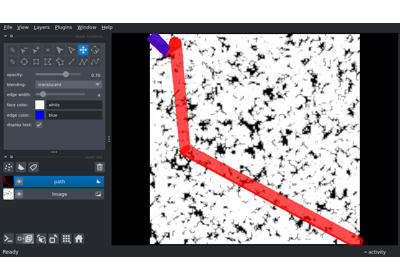 File View Layers Plugins Window Help
opacity: 0.70
blending: translucent
edge width:
face color: white
edge color: blue
display text:
path
Image
Ready
activity